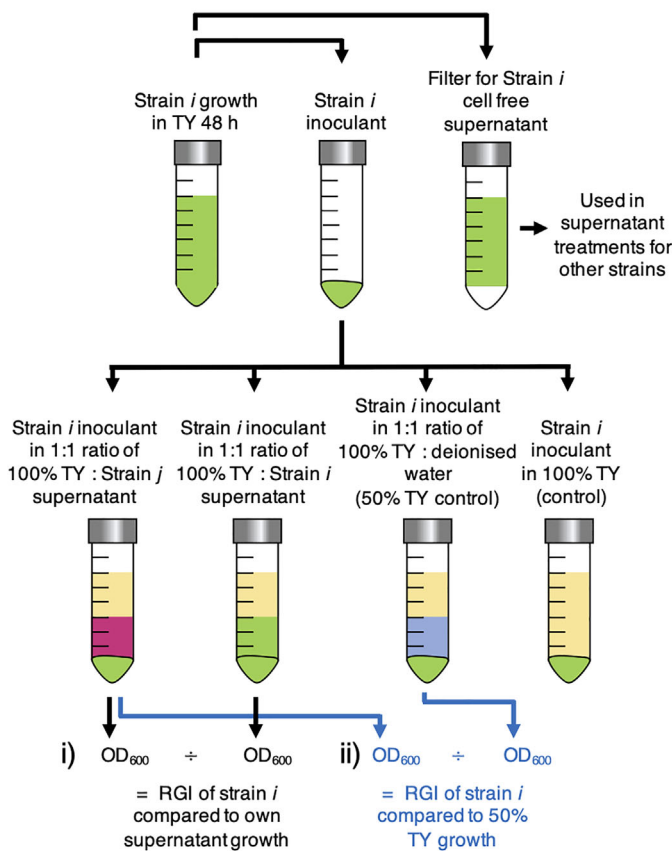 Strain i growth
in TY 48 h
Strain i
inoculant
Filter for Strain i
cell free
supernatant
Used in
supernatant
treatments for
other strains
Strain i inoculant
in 1:1 ratio of
100% TY : Strain j
supernatant
Strain i inoculant
in 1:1 ratio of
100% TY : Strain i
supernatant
Strain i inoculant
in 1:1 ratio of
100% TY : deionised
water
(50% TY control)
Strain i
inoculant
in 100% TY
(control)
i) OD600 ÷ OD600
= RGI of strain i
compared to own
supernatant growth
ii) OD600 ÷ OD600
= RGI of strain i
compared to 50%
TY growth